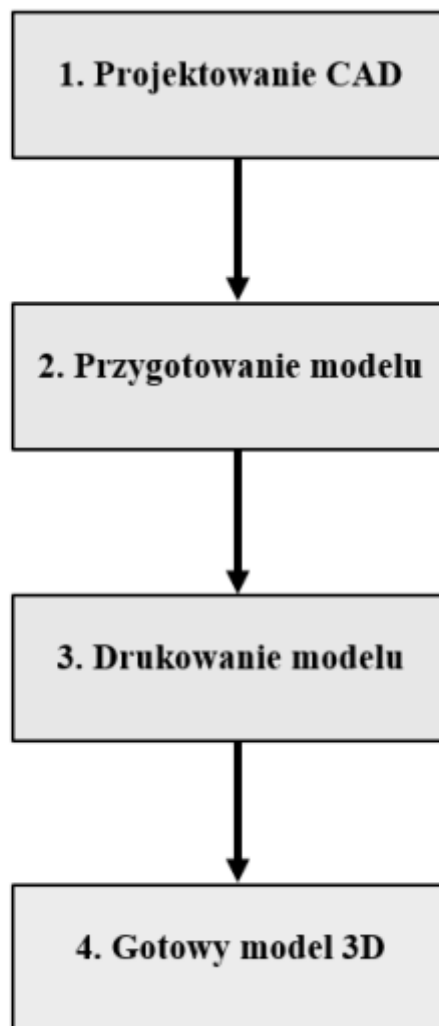 1. Projektowanie CAD
2. Przygotowanie modelu
3. Drukowanie modelu
4. Gotowy model 3D